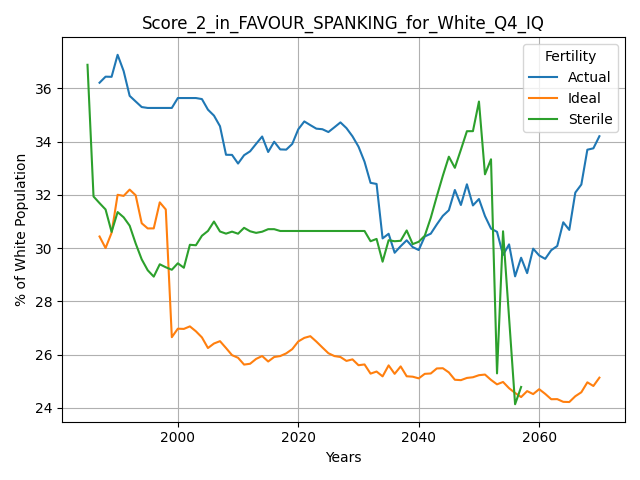 Score_2_in_FAVOUR_SPANKING_for_White_Q4_IQ
Fertility
Actual
Ideal
Sterile
% of White Population
36
34
32
30
28
26
24
2000
2020
2040
2060
Years